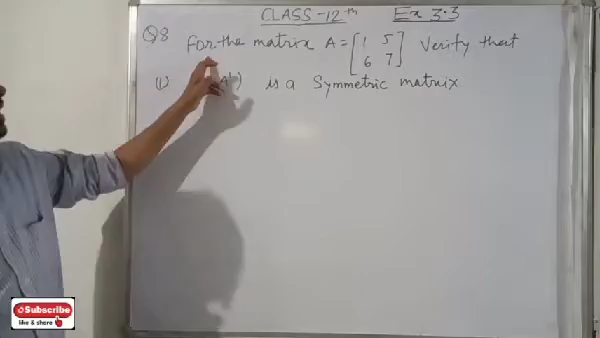 CLASS-12th Ex 3.3
Q8 For the matrix A = [1 5
6 7] Verify that
(1) A') is a Symmetric matrix
Subscribe
like & share